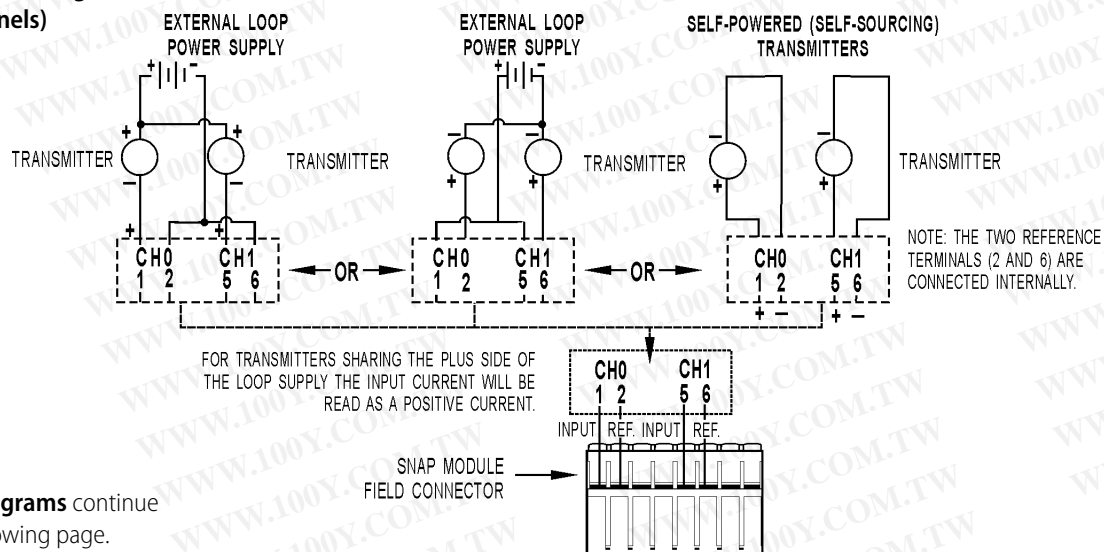 nels)
EXTERNAL LOOP
POWER SUPPLY
+ -
TRANSMITTER
+ +
- -
TRANSMITTER
+ +
CH0 CH1
1 2 5 6
OR
EXTERNAL LOOP
POWER SUPPLY
+ -
- -
+ +
TRANSMITTER
CH0 CH1
1 2 5 6
OR
SELF-POWERED (SELF-SOURCING)
TRANSMITTERS
- -
+ +
TRANSMITTER
CH0 CH1
1 2 5 6
+ - + -
NOTE: THE TWO REFERENCE
TERMINALS (2 AND 6) ARE
CONNECTED INTERNALLY.
FOR TRANSMITTERS SHARING THE PLUS SIDE OF
THE LOOP SUPPLY THE INPUT CURRENT WILL BE
READ AS A POSITIVE CURRENT.
CH0 CH1
1 2 5 6
INPUT REF. INPUT REF.
SNAP MODULE
FIELD CONNECTOR
grams continue
owing page.
WWW.100Y.COM.TW